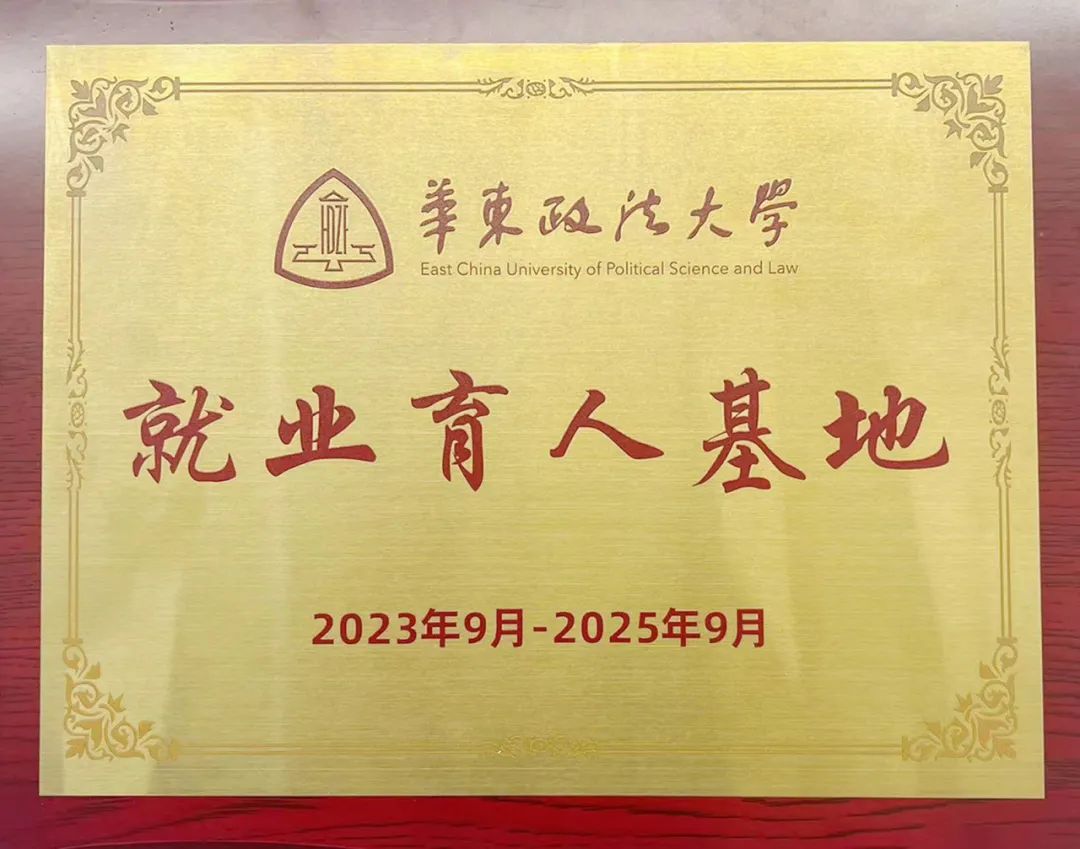 HDZF
華東政法大學
East China University of Political Science and Law
就业育人基地
2023年9月-2025年9月